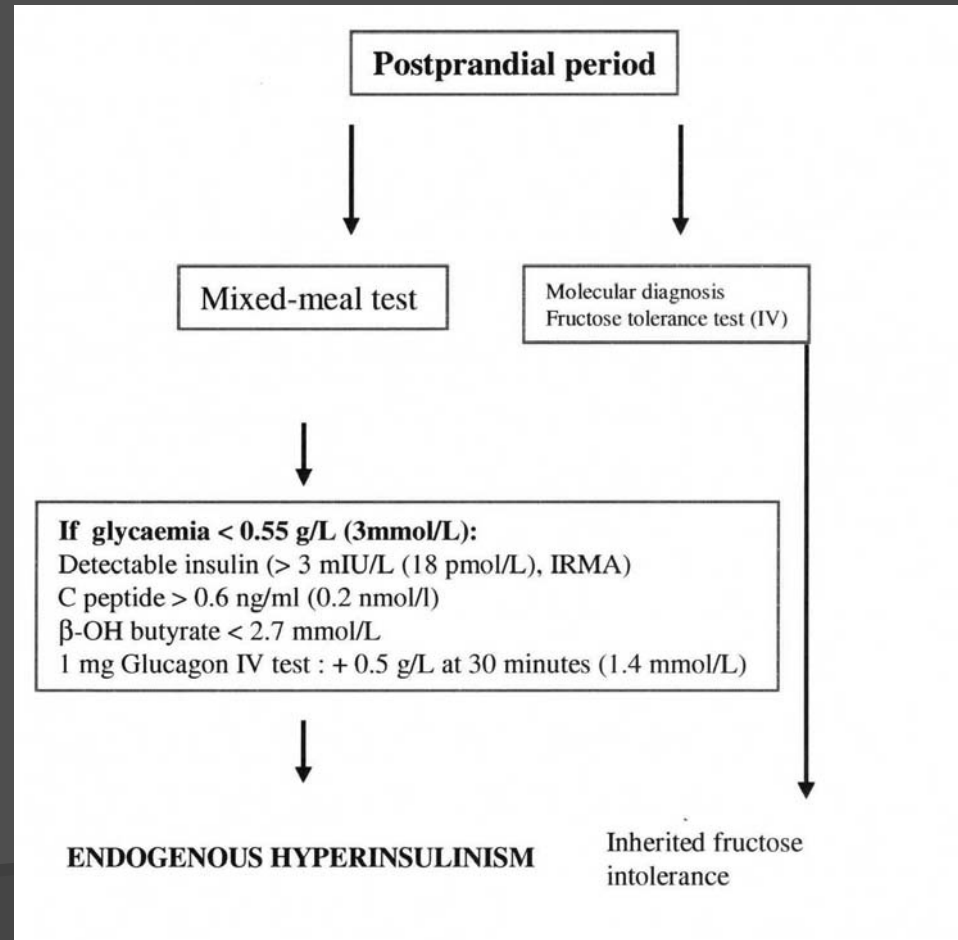 Postprandial period
Mixed-meal test
Molecular diagnosis
Fructose tolerance test (IV)
If glycaemia < 0.55 g/L (3mmol/L):
Detectable insulin (> 3 mIU/L (18 pmol/L), IRMA)
C peptide > 0.6 ng/ml (0.2 nmol/l)
β-OH butyrate < 2.7 mmol/L
1 mg Glucagon IV test : + 0.5 g/L at 30 minutes (1.4 mmol/L)
ENDOGENOUS HYPERINSULINISM
Inherited fructose
intolerance